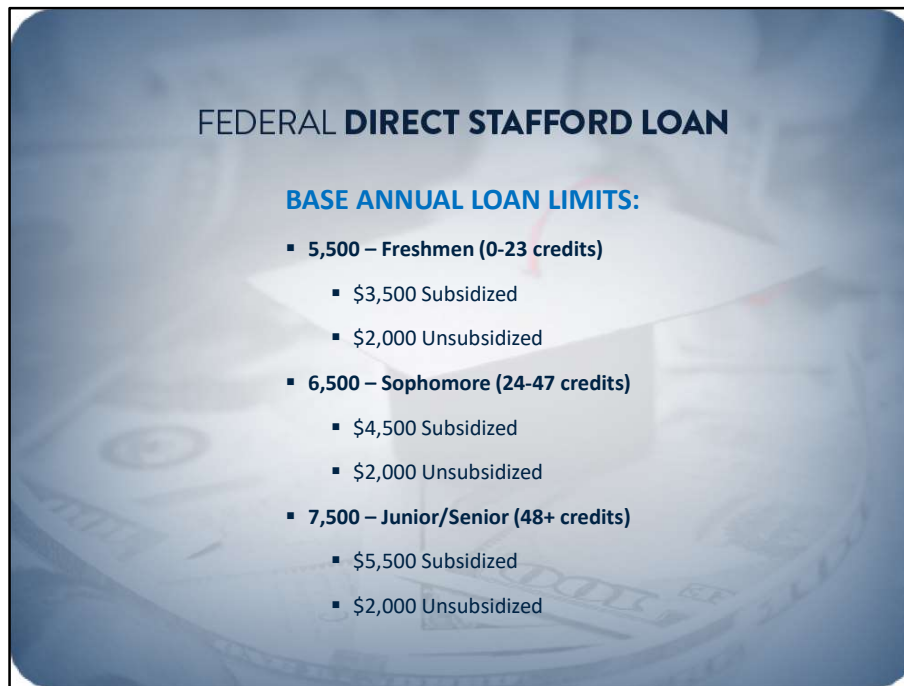 FEDERAL DIRECT STAFFORD LOAN
BASE ANNUAL LOAN LIMITS:
▪ 5,500 – Freshmen (0-23 credits)
▪ $3,500 Subsidized
▪ $2,000 Unsubsidized
▪ 6,500 – Sophomore (24-47 credits)
▪ $4,500 Subsidized
▪ $2,000 Unsubsidized
▪ 7,500 – Junior/Senior (48+ credits)
▪ $5,500 Subsidized
▪ $2,000 Unsubsidized